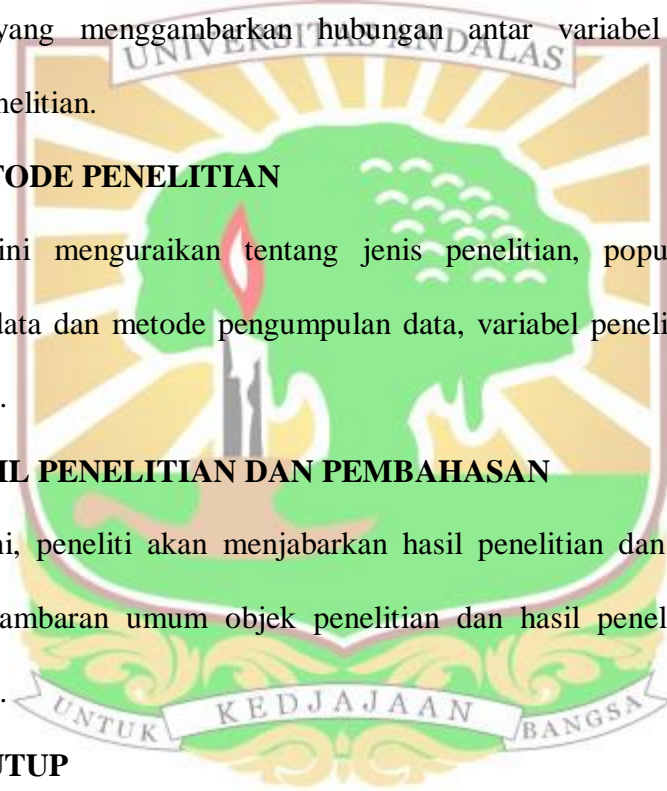 yang menggambarkan hubungan antar variabel
UNIVERSITAS ANDALAS
nelitian.
TODE PENELITIAN
ini menguraikan tentang jenis penelitian, popu
data dan metode pengumpulan data, variabel peneli
.
IL PENELITIAN DAN PEMBAHASAN
ni, peneliti akan menjabarkan hasil penelitian dan
ambaran umum objek penelitian dan hasil penel
.
UNTUK KEDJAJAAN BANGSA
UTUP